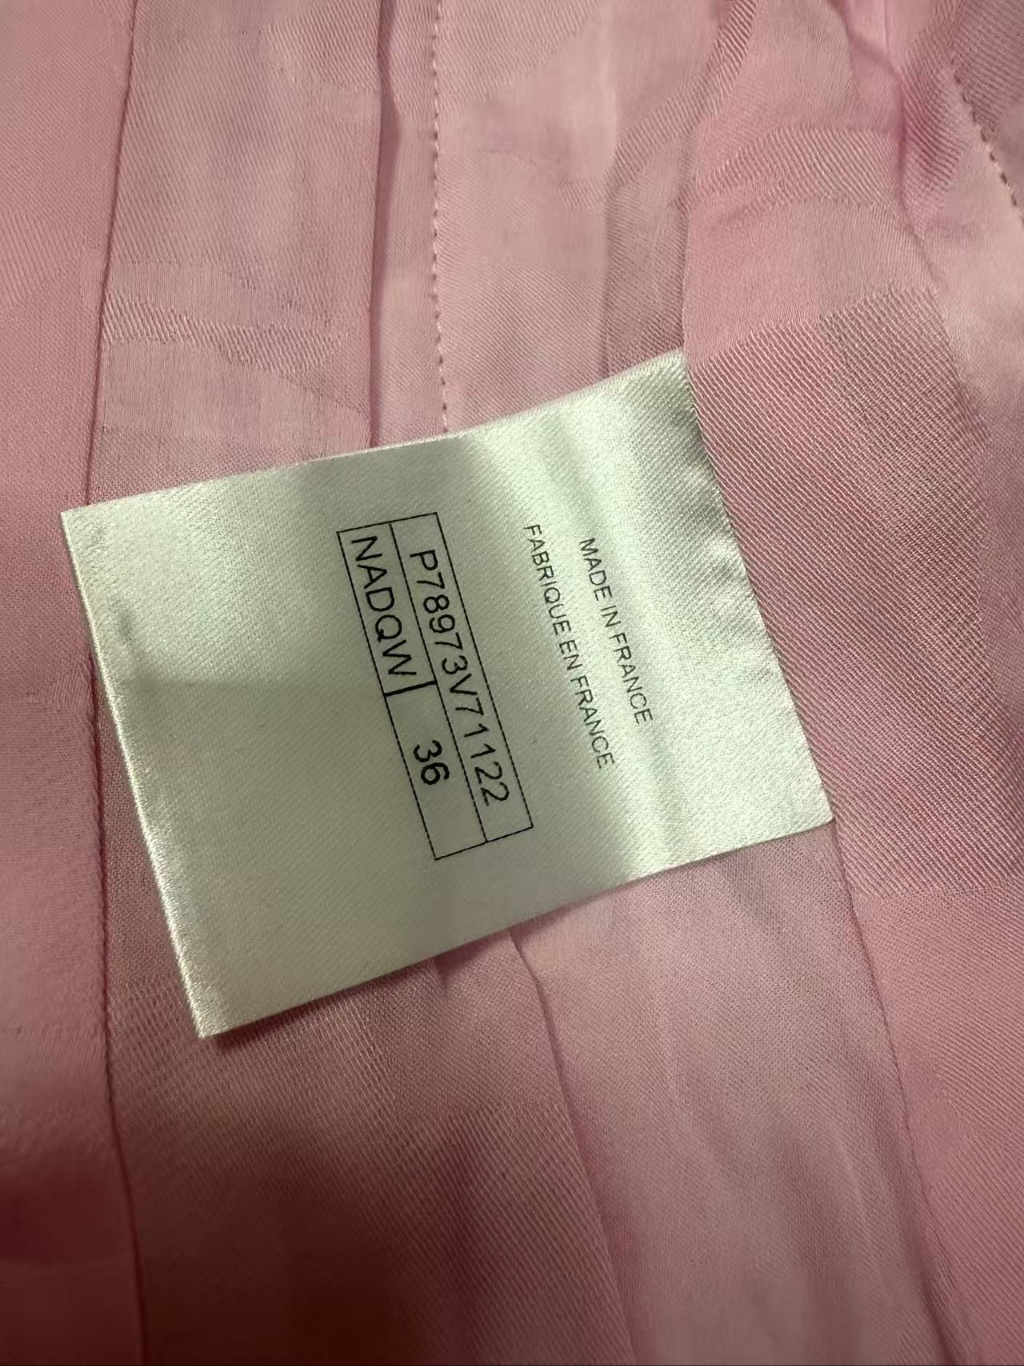 MADE IN FRANCE
FABRIQUE EN FRANCE
P78973V71122
NADQW 36